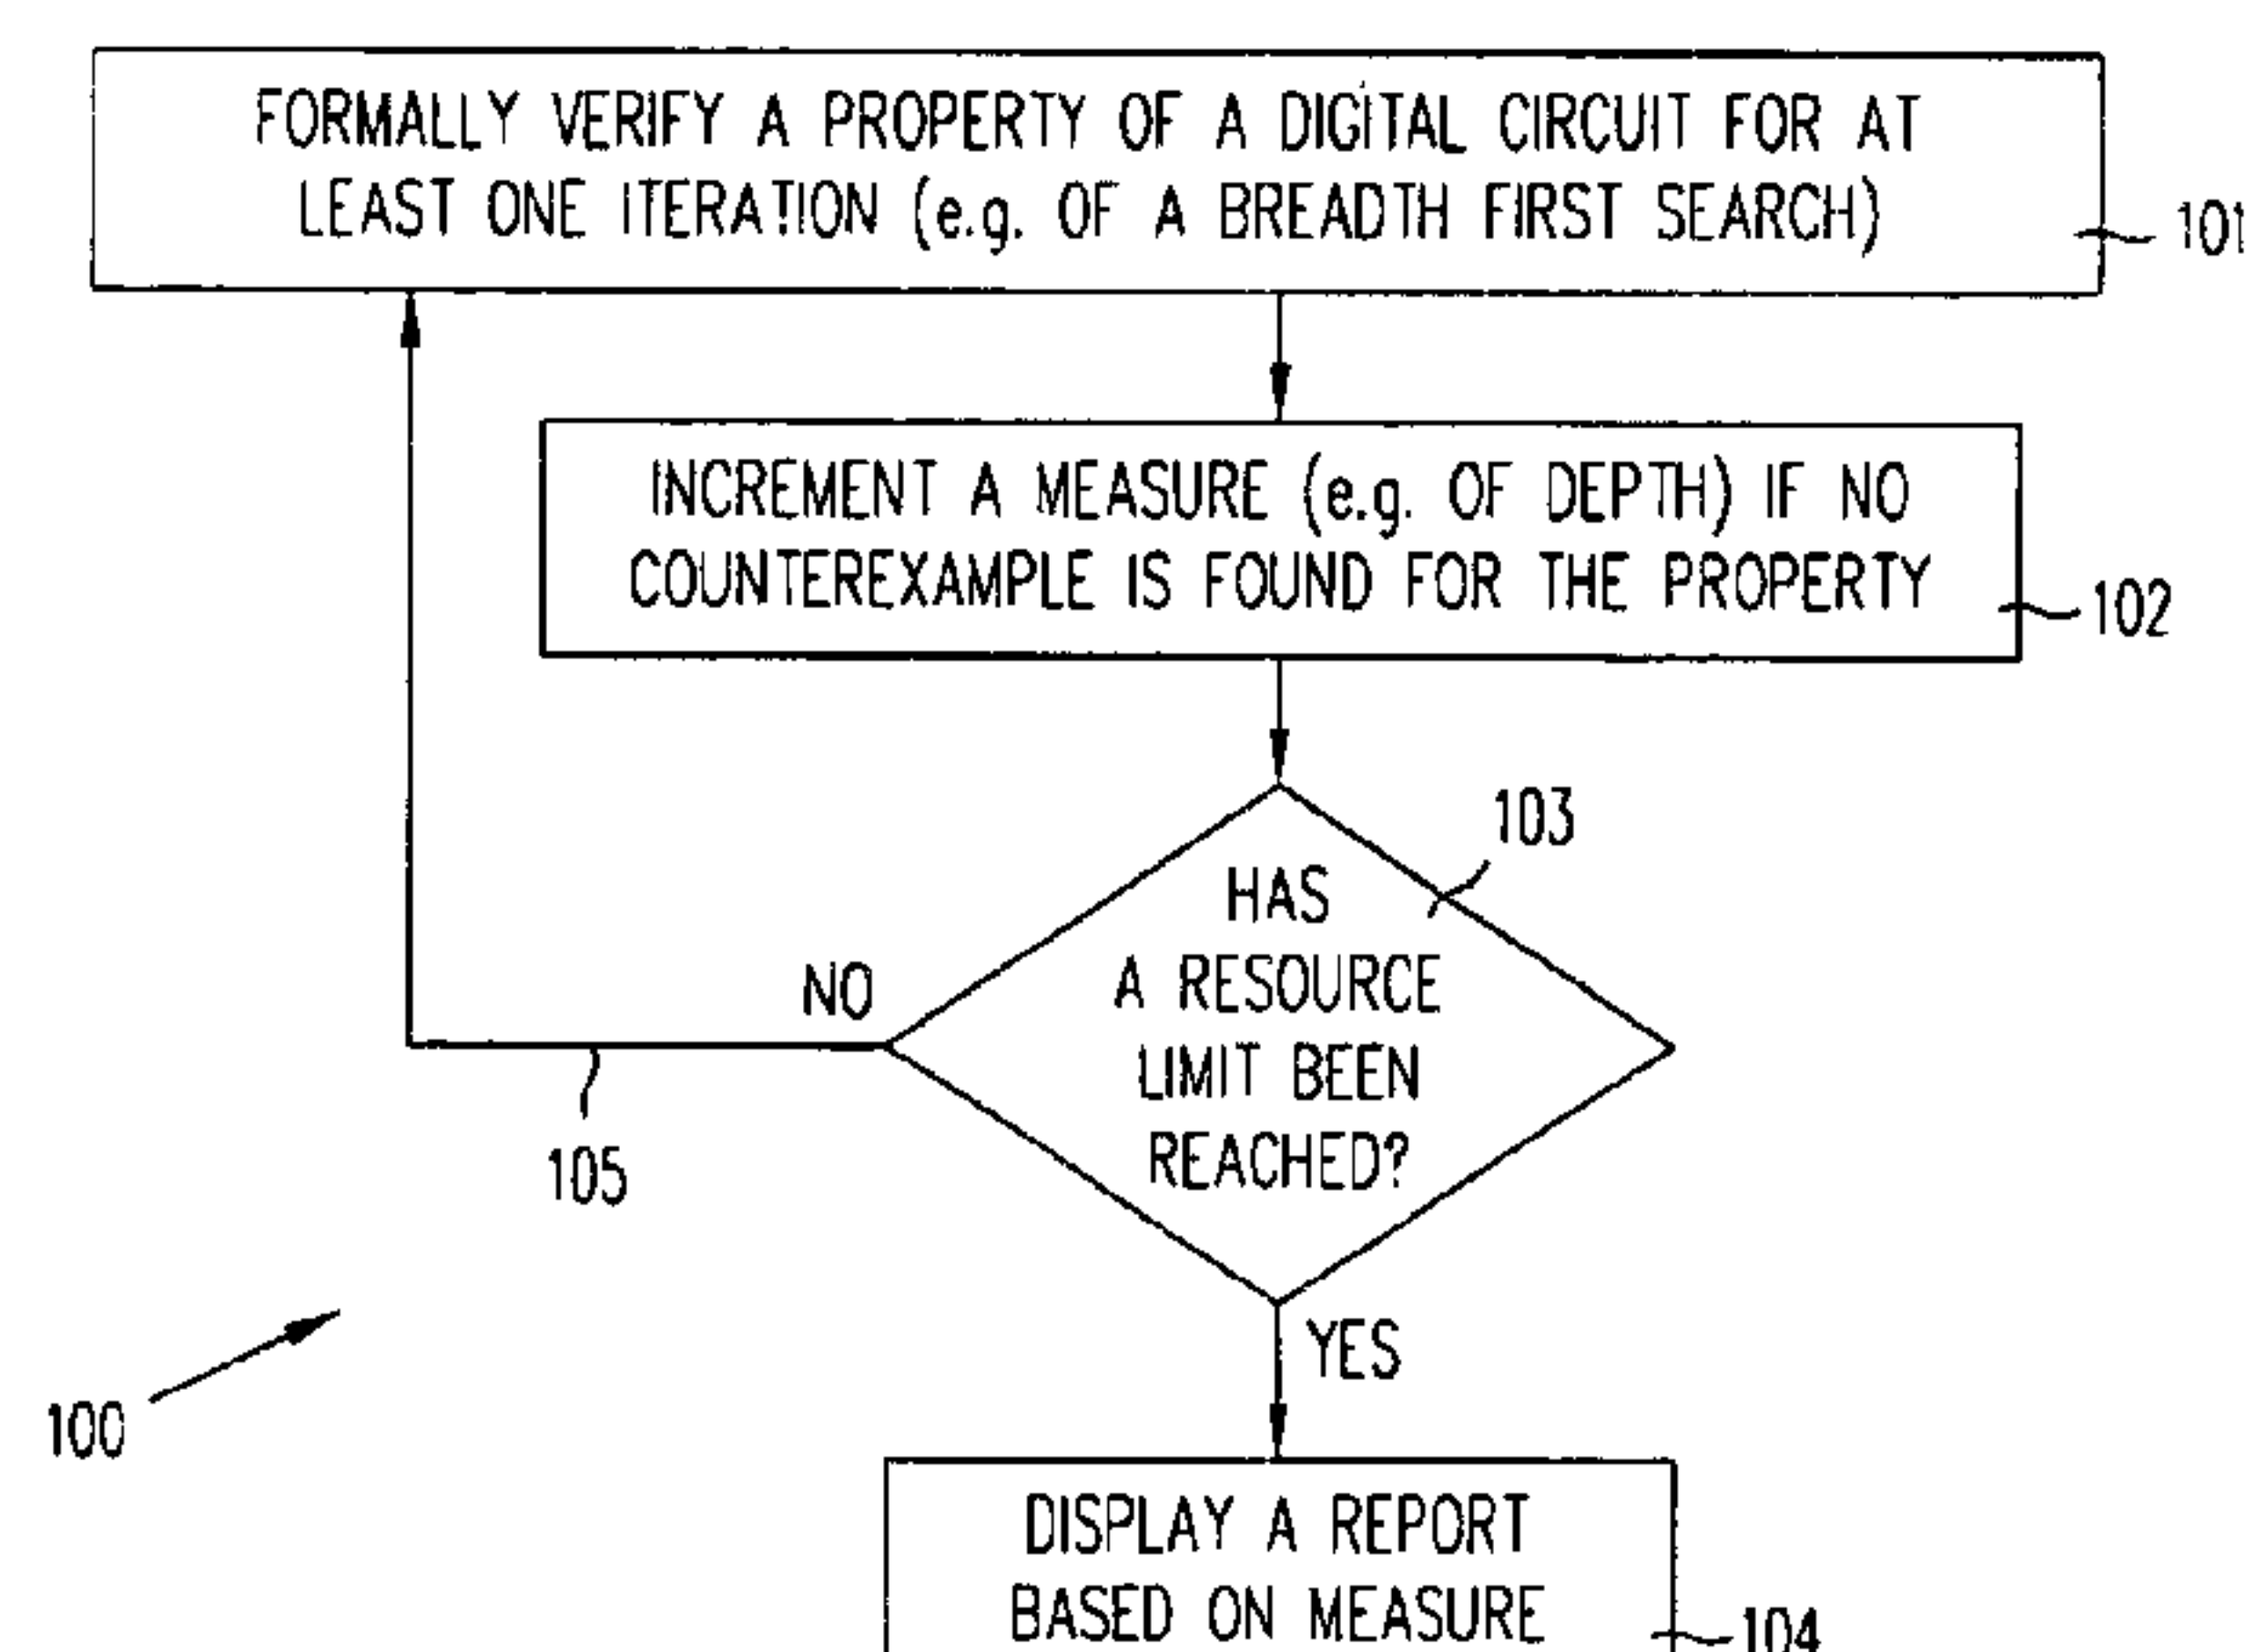 FORMALLY VERIFY A PROPERTY OF A DIGITAL CIRCUIT FOR AT
LEAST ONE ITERATION (e.g. OF A BREADTH FIRST SEARCH)
101
INCREMENT A MEASURE (e.g. OF DEPTH) IF NO
COUNTEREXAMPLE IS FOUND FOR THE PROPERTY
102
103
HAS
A RESOURCE
LIMIT BEEN
REACHED?
NO
105
YES
100
DISPLAY A REPORT
BASED ON MEASURE
104